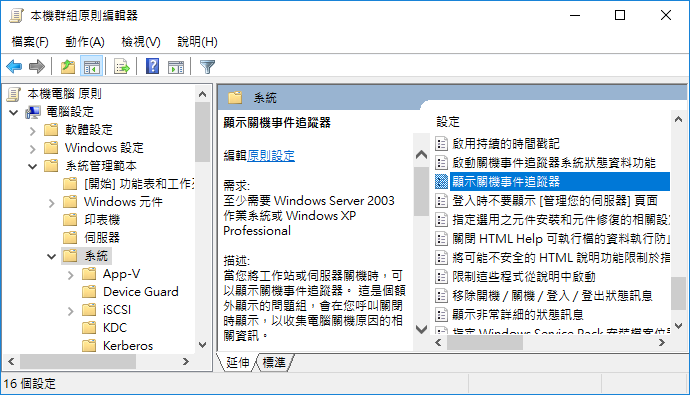 本機群組原則編輯器
檔案(F) 動作(A) 檢視(V) 說明(H)
本機電腦 原則
電腦設定
軟體設定
Windows 設定
系統管理範本
[開始] 功能表和工作
Windows 元件
印表機
伺服器
系統
App-V
Device Guard
iSCSI
KDC
Kerberos
系統
顯示關機事件追蹤器
編輯原則設定
需求:
至少需要 Windows Server 2003
作業系統或 Windows XP
Professional
描述:
當您將工作站或伺服器關機時，可
以顯示關機事件追蹤器。 這是個額
外顯示的問題組，會在您呼叫關閉
時顯示，以收集電腦關機原因的相
關資訊。
設定
啟用持續的時間戳記
啟動關機事件追蹤器系統狀態資料功能
顯示關機事件追蹤器
登入時不要顯示 [管理您的伺服器] 頁面
指定選用之元件安裝和元件修復的相關設
關閉 HTML Help 可執行檔的資料執行防止
將可能不安全的 HTML 說明功能限制於指
限制這些程式從說明中啟動
移除開機 / 關機 / 登入 / 登出狀態訊息
顯示非常詳細的狀態訊息
指定 Windows Service Pack 安裝檔案位
延伸 標準
16 個設定